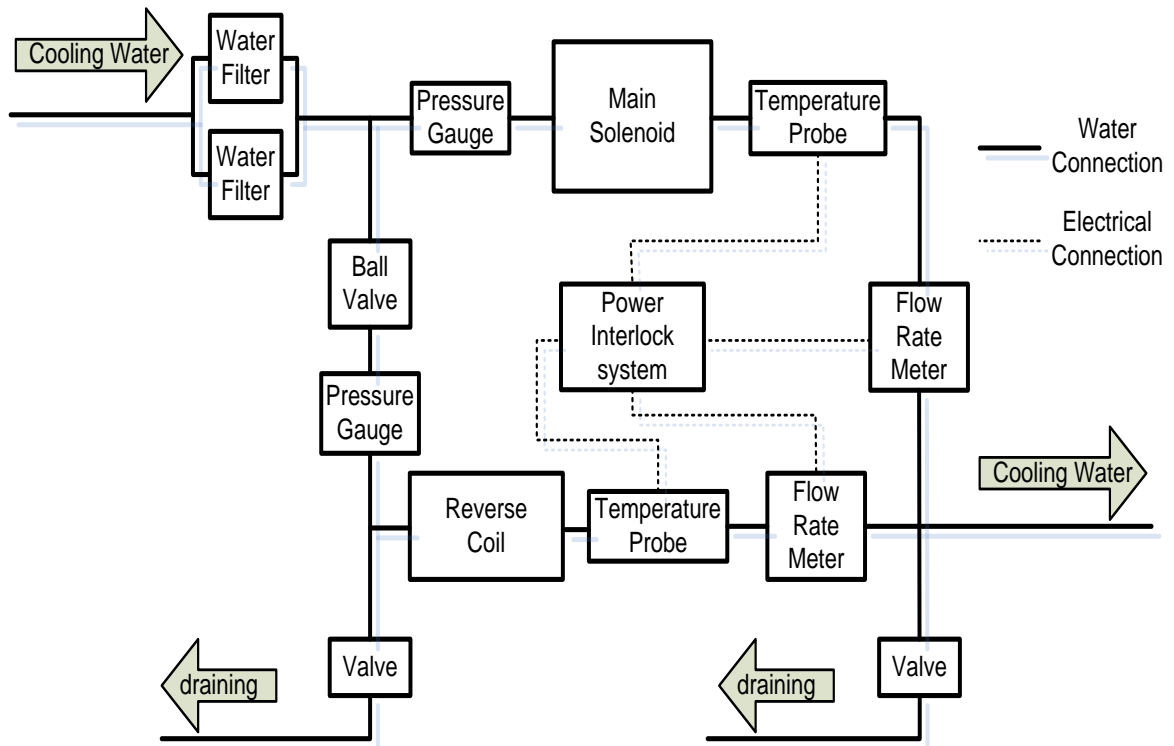 Cooling Water
Water
Filter
Water
Filter
Pressure
Gauge
Main
Solenoid
Temperature
Probe
Water
Connection
Electrical
Connection
Ball
Valve
Power
Interlock
system
Flow
Rate
Meter
Pressure
Gauge
Cooling Water
Reverse
Coil
Temperature
Probe
Flow
Rate
Meter
draining
Valve
draining
Valve